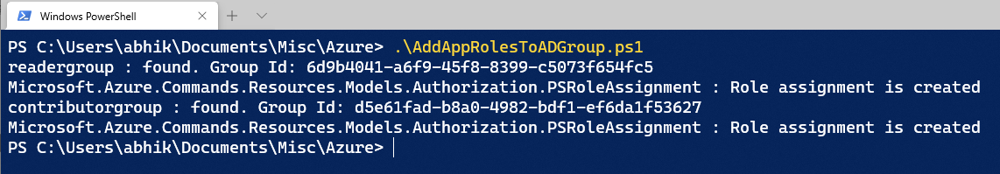 Windows PowerShell
PS C:\Users\abhik\Documents\Misc\Azure> .\AddAppRolesToADGroup.ps1
readergroup : found. Group Id: 6d9b4041-a6f9-45f8-8399-c5073f654fc5
Microsoft.Azure.Commands.Resources.Models.Authorization.PSRoleAssignment : Role assignment is created
contributorgroup : found. Group Id: d5e61fad-b8a0-4982-bdf1-ef6da1f53627
Microsoft.Azure.Commands.Resources.Models.Authorization.PSRoleAssignment : Role assignment is created
PS C:\Users\abhik\Documents\Misc\Azure>